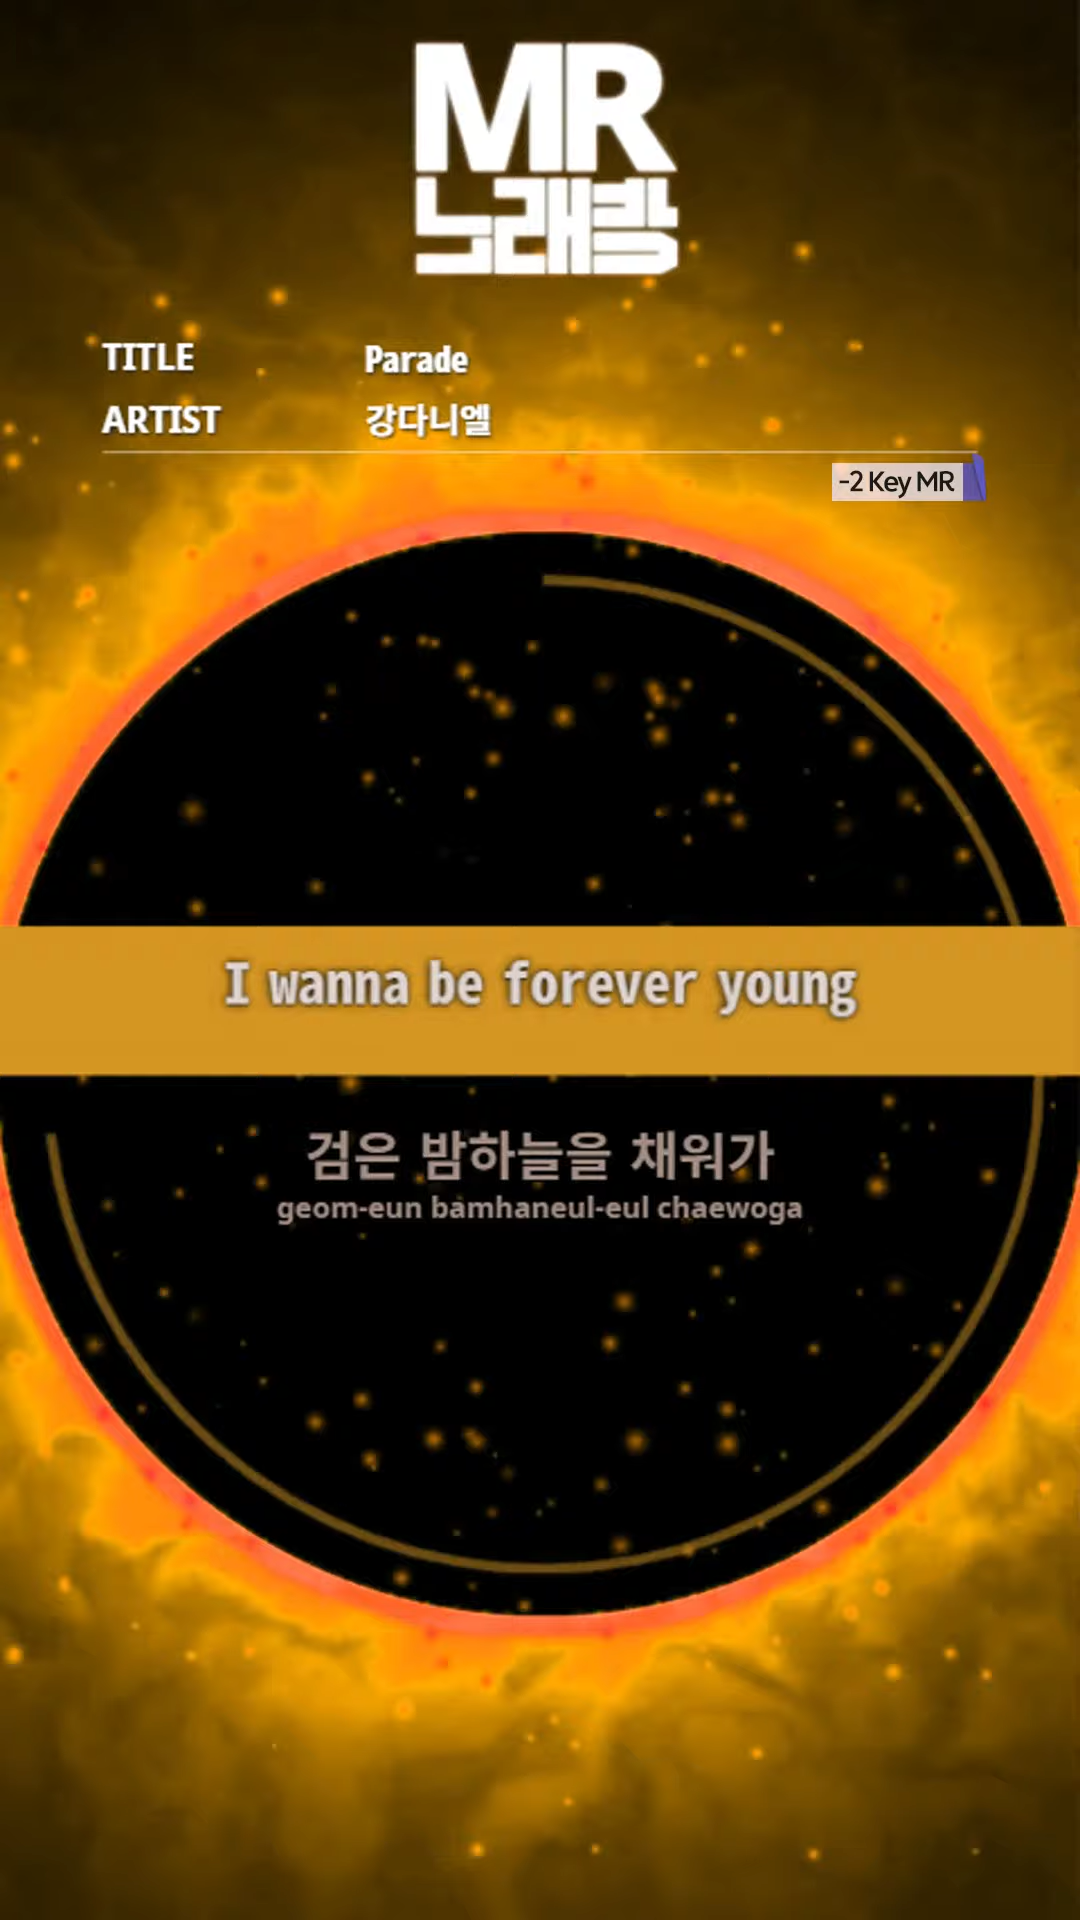 MR
노래방
TITLE Parade
ARTIST 강다니엘
-2 Key MR
I wanna be forever young
검은 밤하늘을 채워가
geom-eun bamhaneul-eul chaewoga